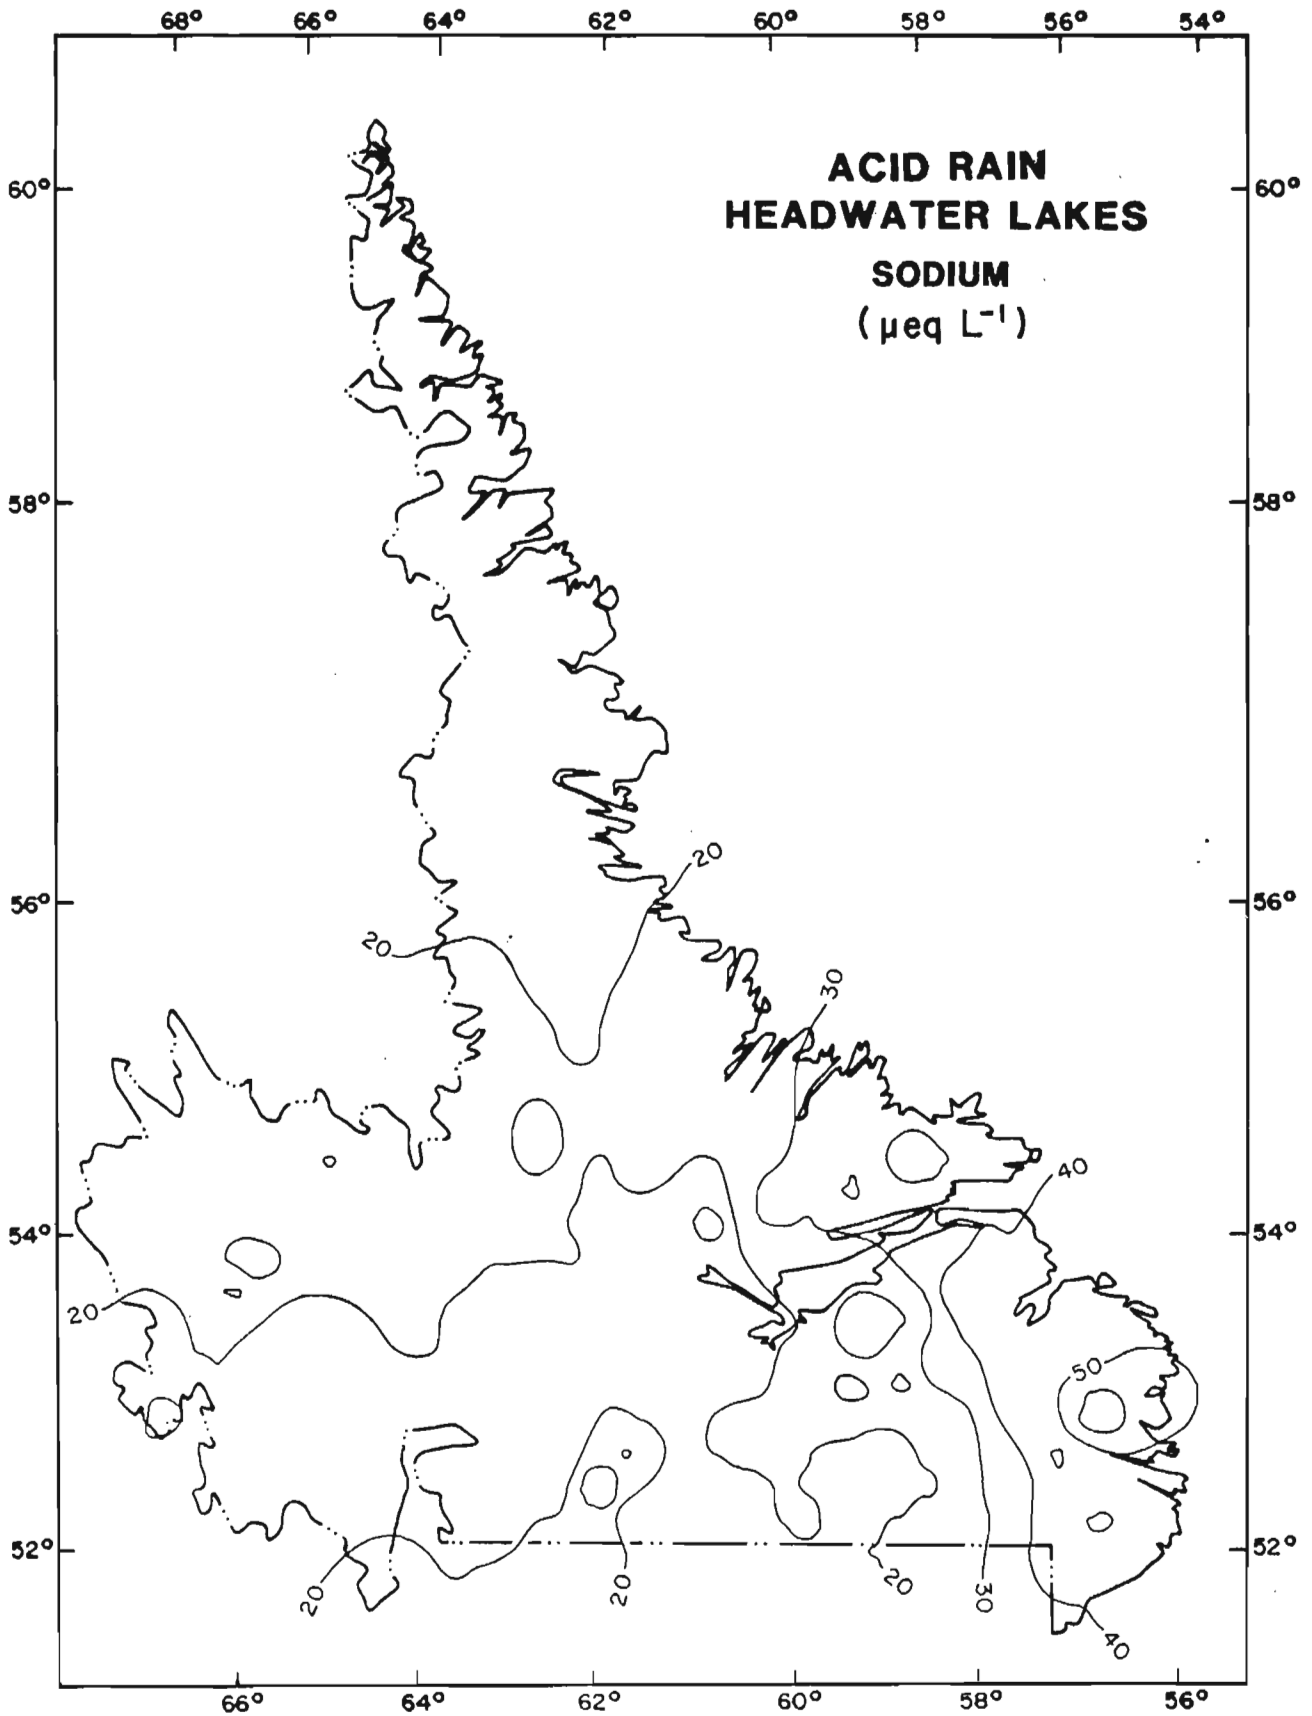 68° 66° 64° 62° 60° 58° 56° 54°
ACID RAIN
60° 60°
HEADWATER LAKES
SODIUM
(μeq L⁻¹)
58° 58°
20
56° 56°
20
30
40
54° 54°
20
50
52° 52°
20 20 20 30
40
66° 64° 62° 60° 58° 56°